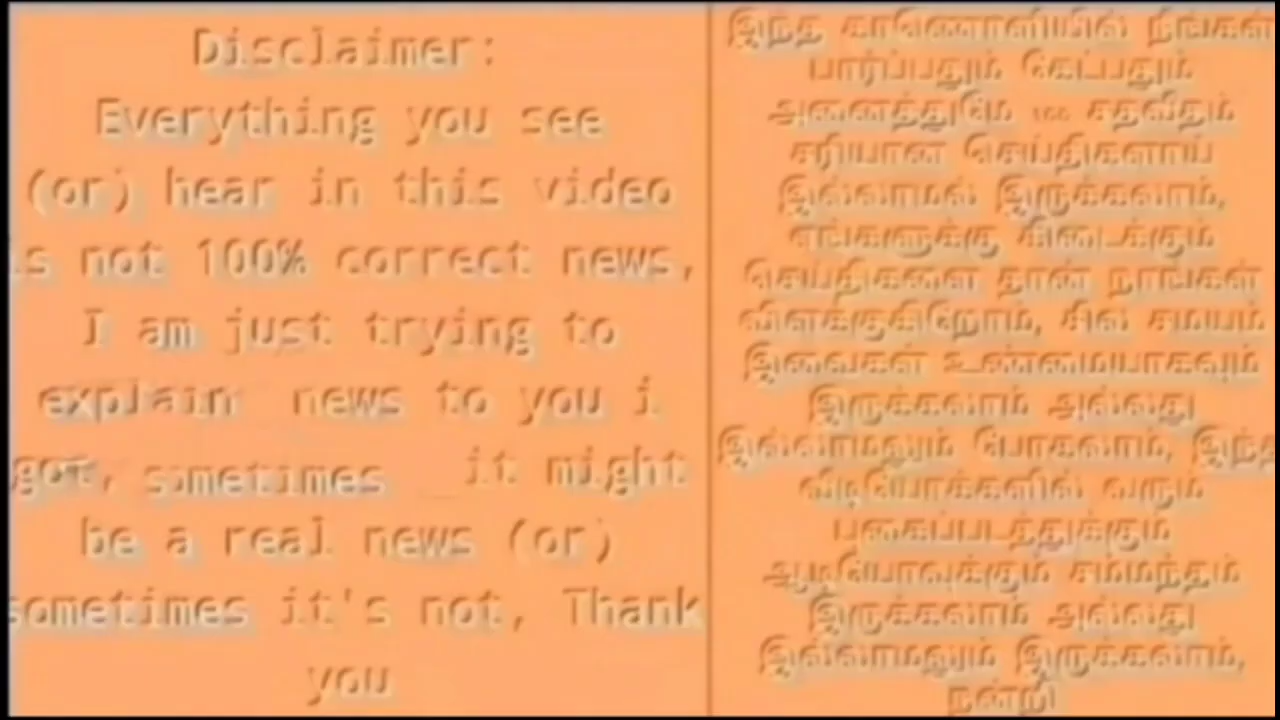 Disclaimer:
Everything you see
(or) hear in this video
is not 100% correct news,
I am just trying to
explain news to you i
got, sometimes it might
be a real news (or)
sometimes it's not, Thank
you
இந்த காணொளியில் நீங்கள்
பார்ப்பதும் கேட்பதும்
அனைத்துமே 100 சதவீதம்
சரியான செய்திகளாய்
இல்லாமல் இருக்கலாம்,
எங்களுக்கு கிடைக்கும்
செய்திகளை தான் நாங்கள்
விளக்குகிறோம், சில சமயம்
இவைகள் உண்மையாகவும்
இருக்கலாம் அல்லது
இல்லாமலும் போகலாம், இந்த
வீடியோக்களில் வரும்
புகைப்படத்துக்கும்
ஆடியோவுக்கும் சம்மந்தம்
இருக்கலாம் அல்லது
இல்லாமலும் இருக்கலாம்,
நன்றி